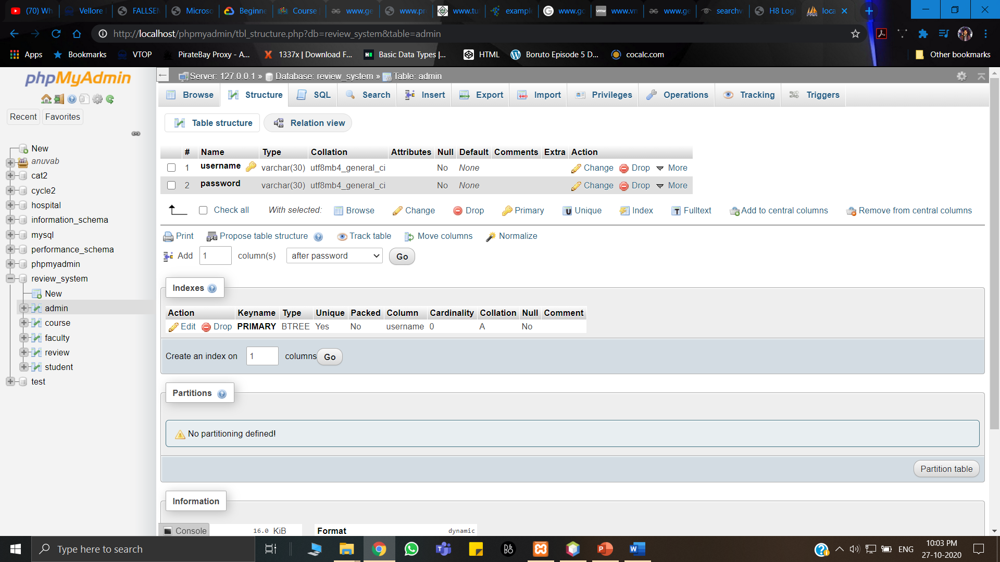 (70) Wh
Vellore
FALLSEM
Microso
Beginne
Course
www.ge
www.pr
www.tu
example
www.go
www.vm
www.ge
searchv
H8 Logi
loca
http://localhost/phpmyadmin/tbl_structure.php?db=review_system&table=admin
Apps
Bookmarks
VTOP
PirateBay Proxy - A...
1337x | Download F...
Basic Data Types |...
HTML
Boruto Episode 5 D...
cocalc.com
Other bookmarks
phpMyAdmin
Recent
Favorites
New
anuvab
cat2
cycle2
hospital
information_schema
mysql
performance_schema
phpmyadmin
review_system
New
admin
course
faculty
review
student
test
Server: 127.0.0.1 » Database: review_system » Table: admin
Browse Structure SQL Search Insert Export Import Privileges Operations Tracking Triggers
Table structure Relation view
# Name Type Collation Attributes Null Default Comments Extra Action
1 username varchar(30) utf8mb4_general_ci No None Change Drop More
2 password varchar(30) utf8mb4_general_ci No None Change Drop More
Check all With selected: Browse Change Drop Primary Unique Index Fulltext Add to central columns Remove from central columns
Print Propose table structure Track table Move columns Normalize
Add 1 column(s) after password Go
Indexes
Action Keyname Type Unique Packed Column Cardinality Collation Null Comment
Edit Drop PRIMARY BTREE Yes No username 0 A No
Create an index on 1 columns Go
Partitions
No partitioning defined!
Partition table
Information
Console 16.0 KiB Format dynamic
Type here to search
ENG
10:03 PM
27-10-2020